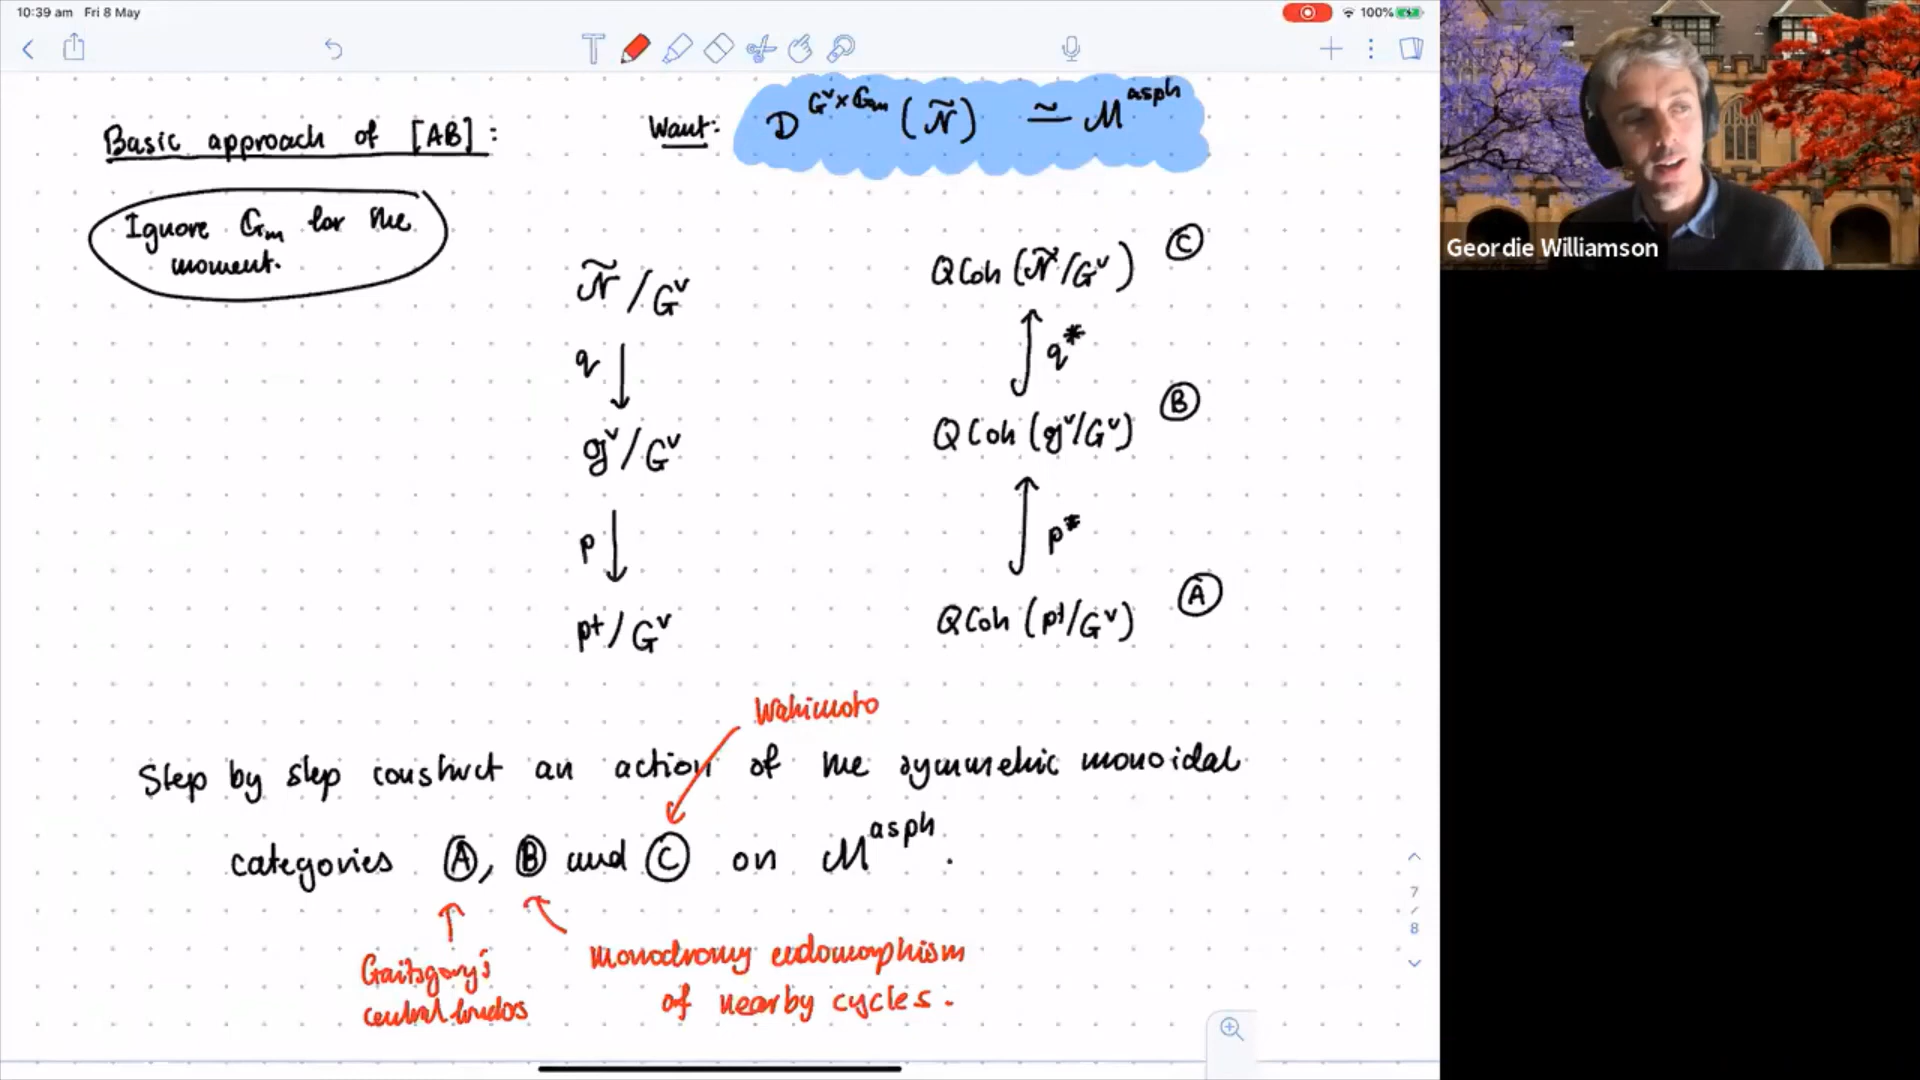 10:39 am Fri 8 May
100%
Basic approach of [AB]:
Want: D^{G^∨×G_m}(Ñ) ≃ M^{asph}
Ignore G_m for the
moment.
Ñ/G^∨
QCoh (Ñ/G^∨) Ⓒ
q
q*
g^∨/G^∨
QCoh (g^∨/G^∨) Ⓑ
p
p*
pt/G^∨
QCoh (pt/G^∨) Ⓐ
Wakimoto
Step by step construct an action of the symmetric monoidal
categories Ⓐ, Ⓑ and Ⓒ on M^{asph}.
Gaitsgory's
central
monodromy endomorphism
of nearby cycles.
7
/
8
Geordie Williamson